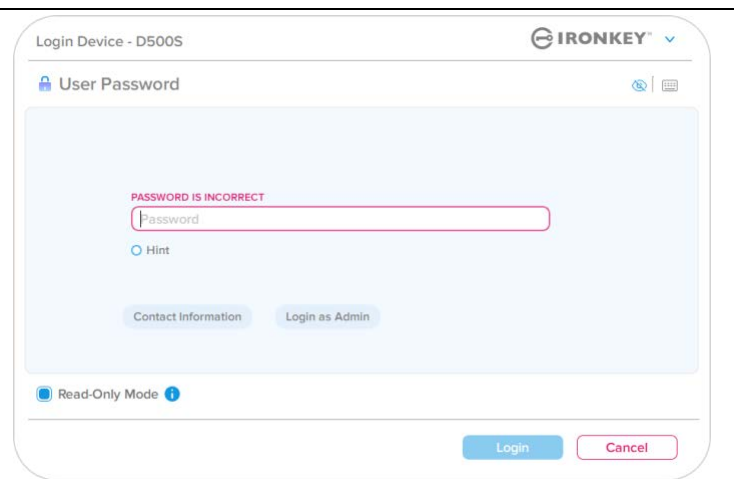 Login Device - D500S
IRONKEY™
User Password
PASSWORD IS INCORRECT
Password
Hint
Contact Information
Login as Admin
Read-Only Mode
Login
Cancel